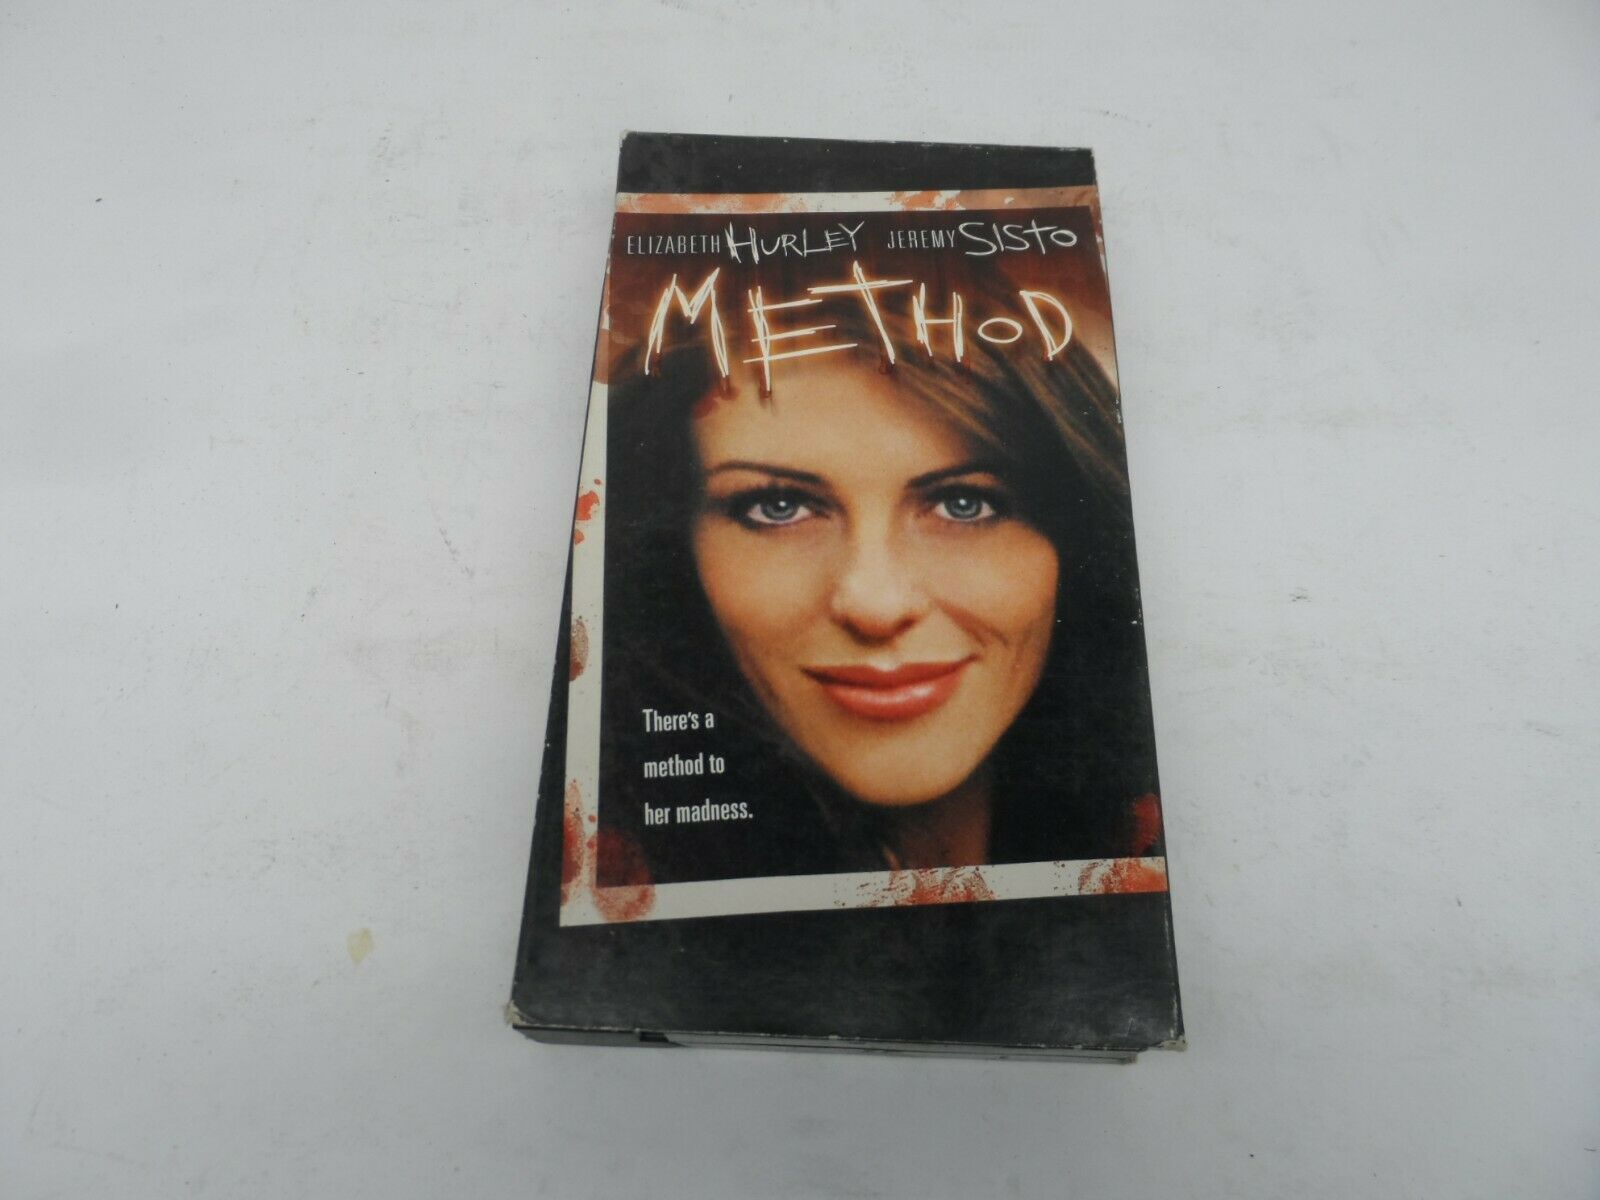 ELIZABETH HURLEY JEREMY SISTO
METHOD
There's a
method to
her madness.